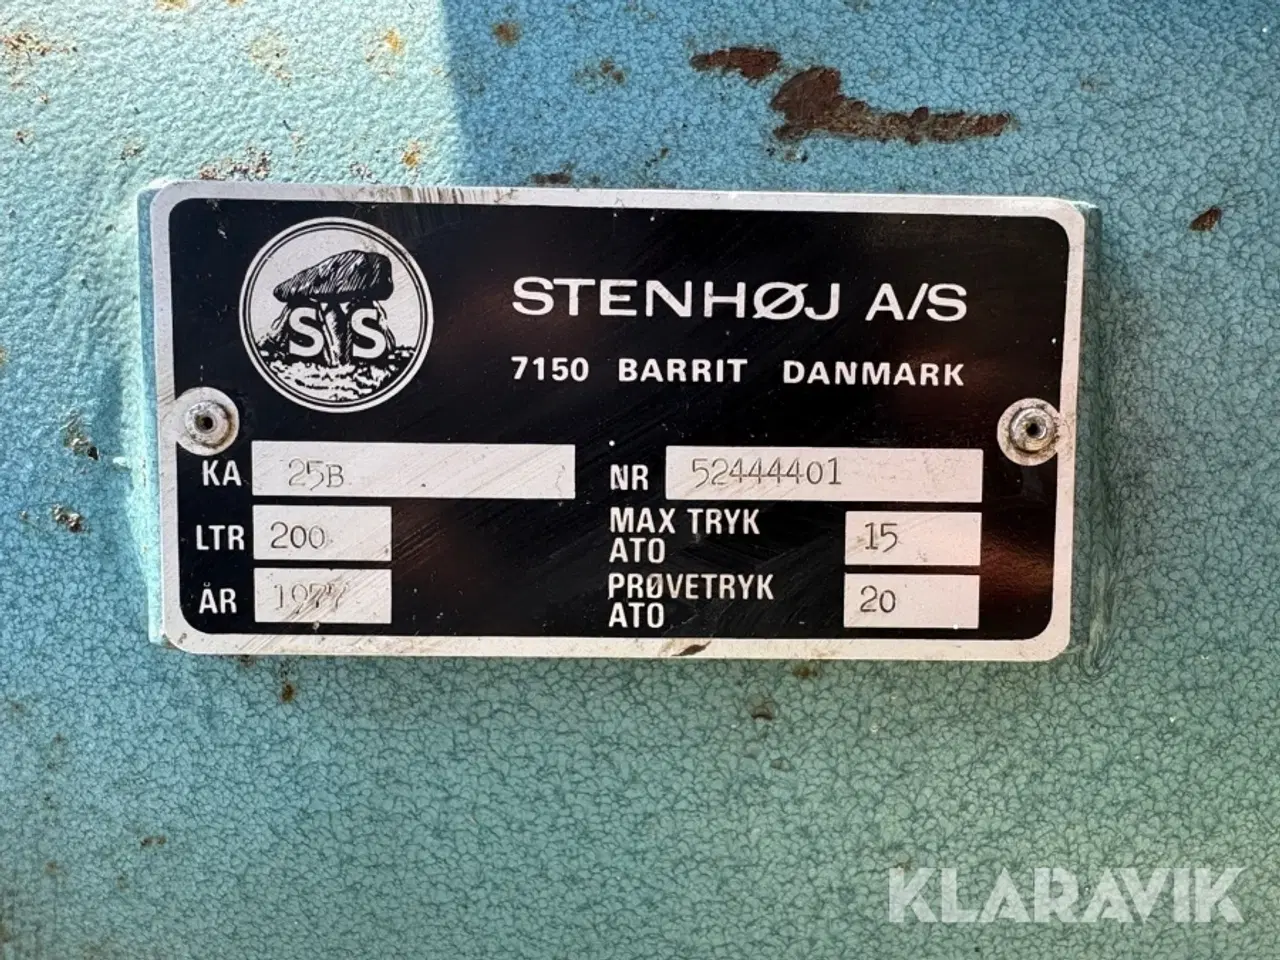 SS
STENHØJ A/S
7150 BARRIT DANMARK
KA 25B
NR 52444401
LTR 200
MAX TRYK ATO 15
ÅR 1977
PRØVETRYK ATO 20
KLARAVIK